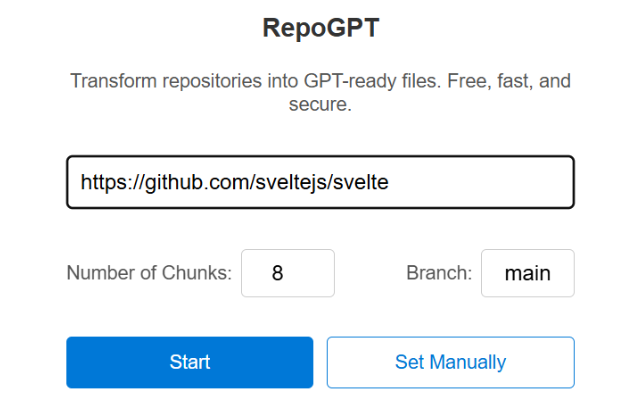 RepoGPT
Transform repositories into GPT-ready files. Free, fast, and
secure.
https://github.com/sveltejs/svelte
Number of Chunks: 8 Branch: main
Start Set Manually